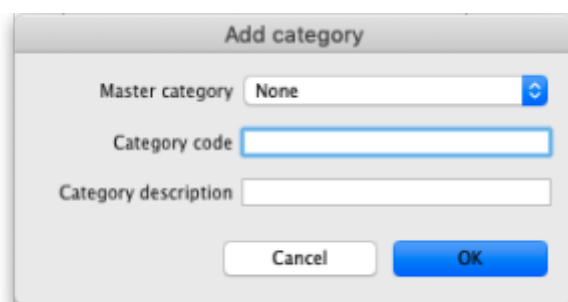 Add category
Master category None
Category code
Category description
Cancel OK